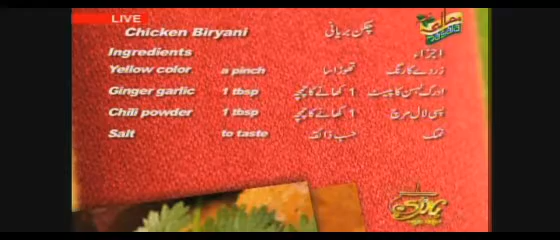 LIVE
Chicken Biryani چکن بریانی
Ingredients اجزاء
Yellow color a pinch تھوڑا سا زردے کا رنگ
Ginger garlic 1 tbsp 1 کھانے کا چمچہ ادرک لہسن کا پیسٹ
Chili powder 1 tbsp 1 کھانے کا چمچہ پسی لال مرچ
Salt to taste حسب ذائقہ نمک